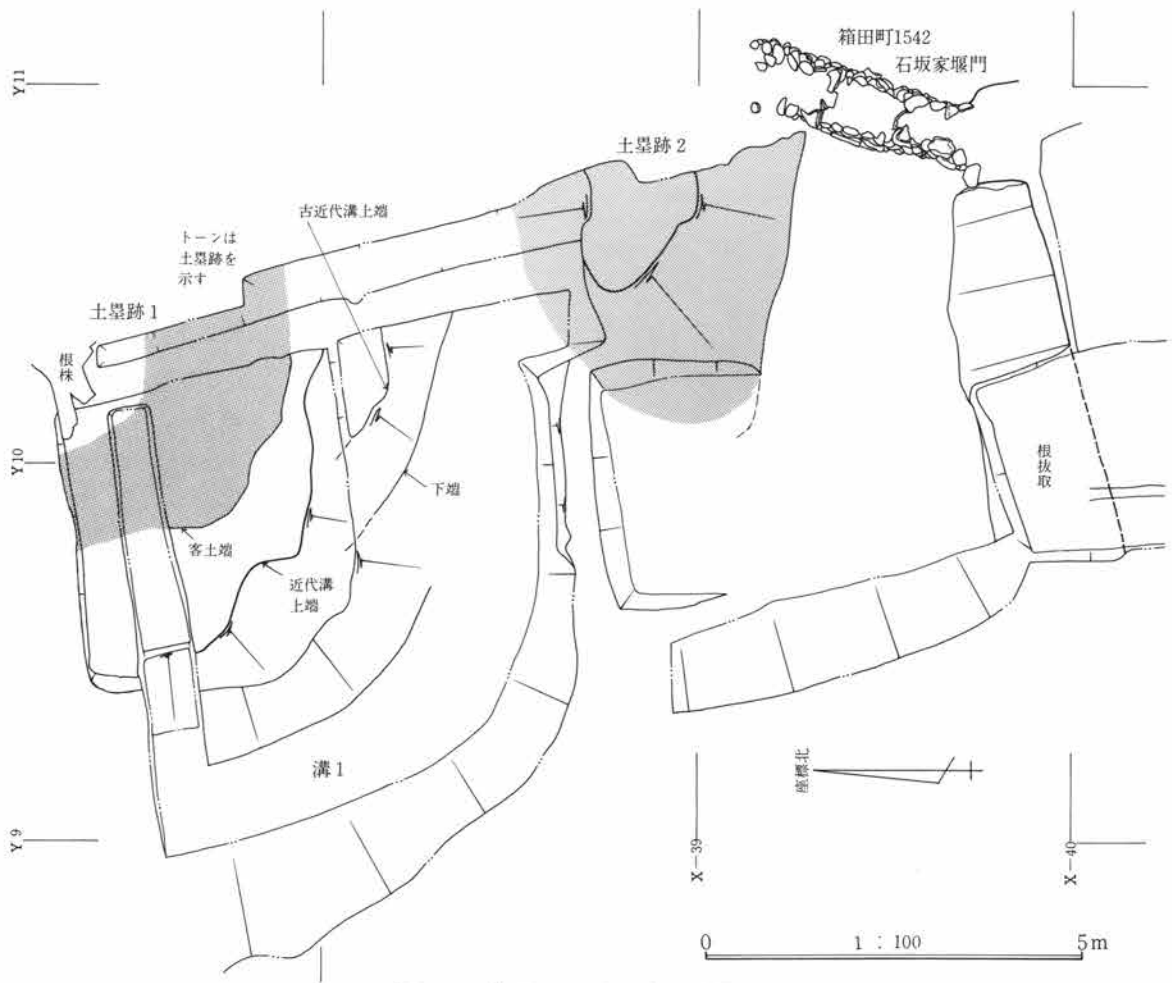 箱田町1542
石坂家堰門
Y11
土塁跡 2
古近代溝上端
トーンは
土塁跡を
示す
土塁跡 1
根株
Y10
根抜取
下端
客土端
近代溝
上端
溝 1
座標北
Y 9
X-39
X-40
0 1 : 100 5m